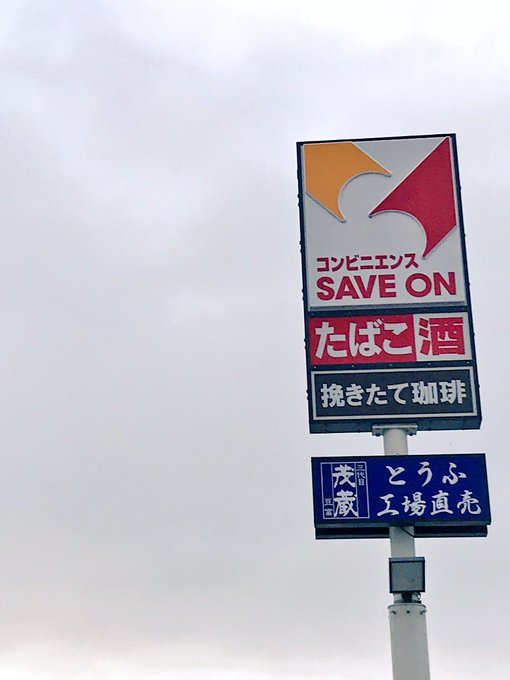 コンビニエンス
SAVE ON
たばこ 酒
挽きたて珈琲
三代目
茂蔵
豆富
とうふ
工場直売